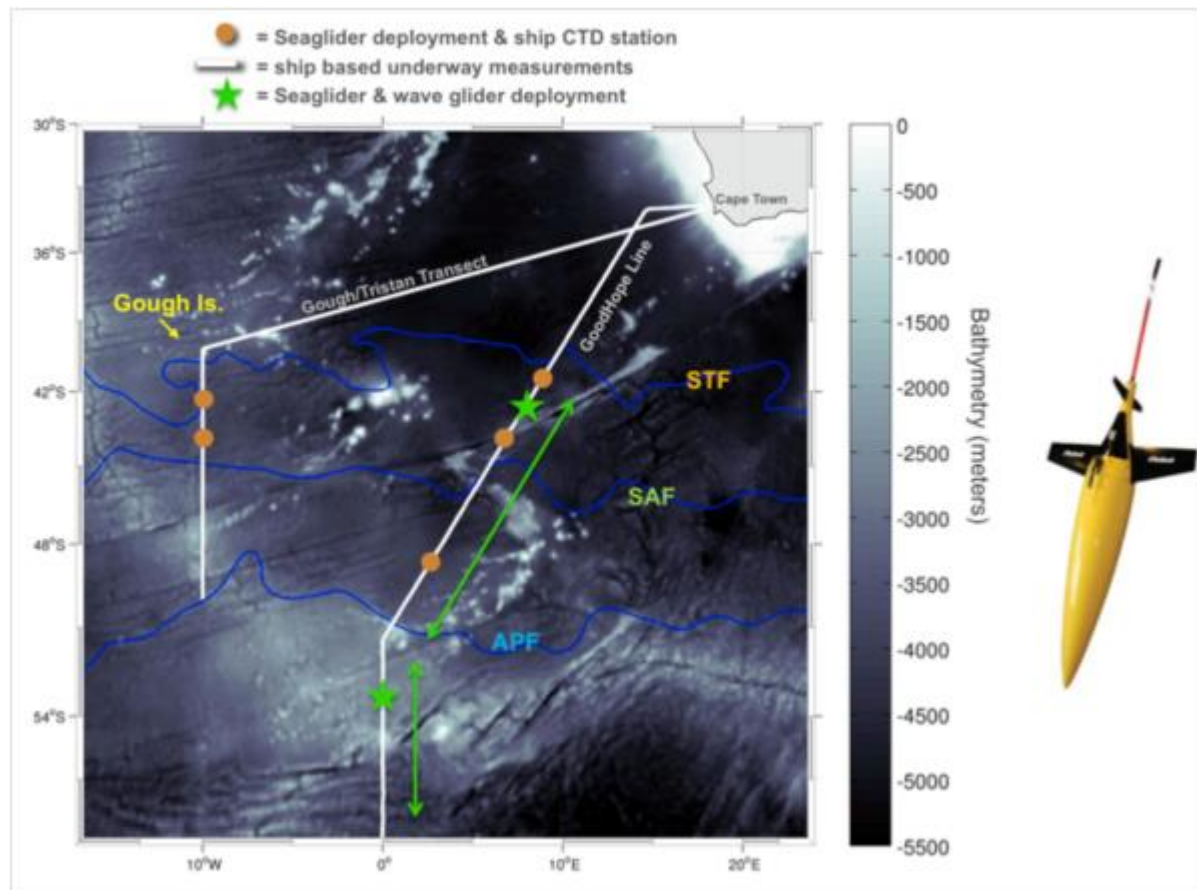 = Seaglider deployment & ship CTD station
= ship based underway measurements
= Seaglider & wave glider deployment
30°S
36°S
42°S
48°S
54°S
10°W
0°
10°E
20°E
Cape Town
Gough/Tristan Transect
GoodHope Line
Gough Is.
STF
SAF
APF
0
-500
-1000
-1500
-2000
-2500
-3000
-3500
-4000
-4500
-5000
-5500
Bathymetry (meters)